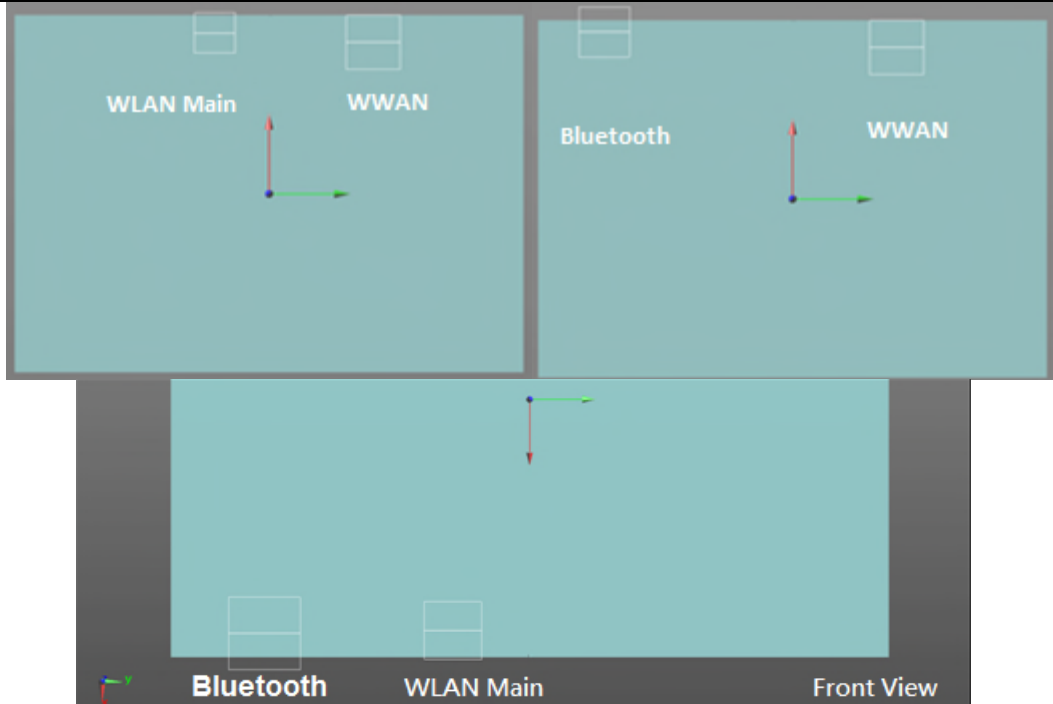 WLAN Main
WWAN
Bluetooth
WWAN
Bluetooth
WLAN Main
Front View
y